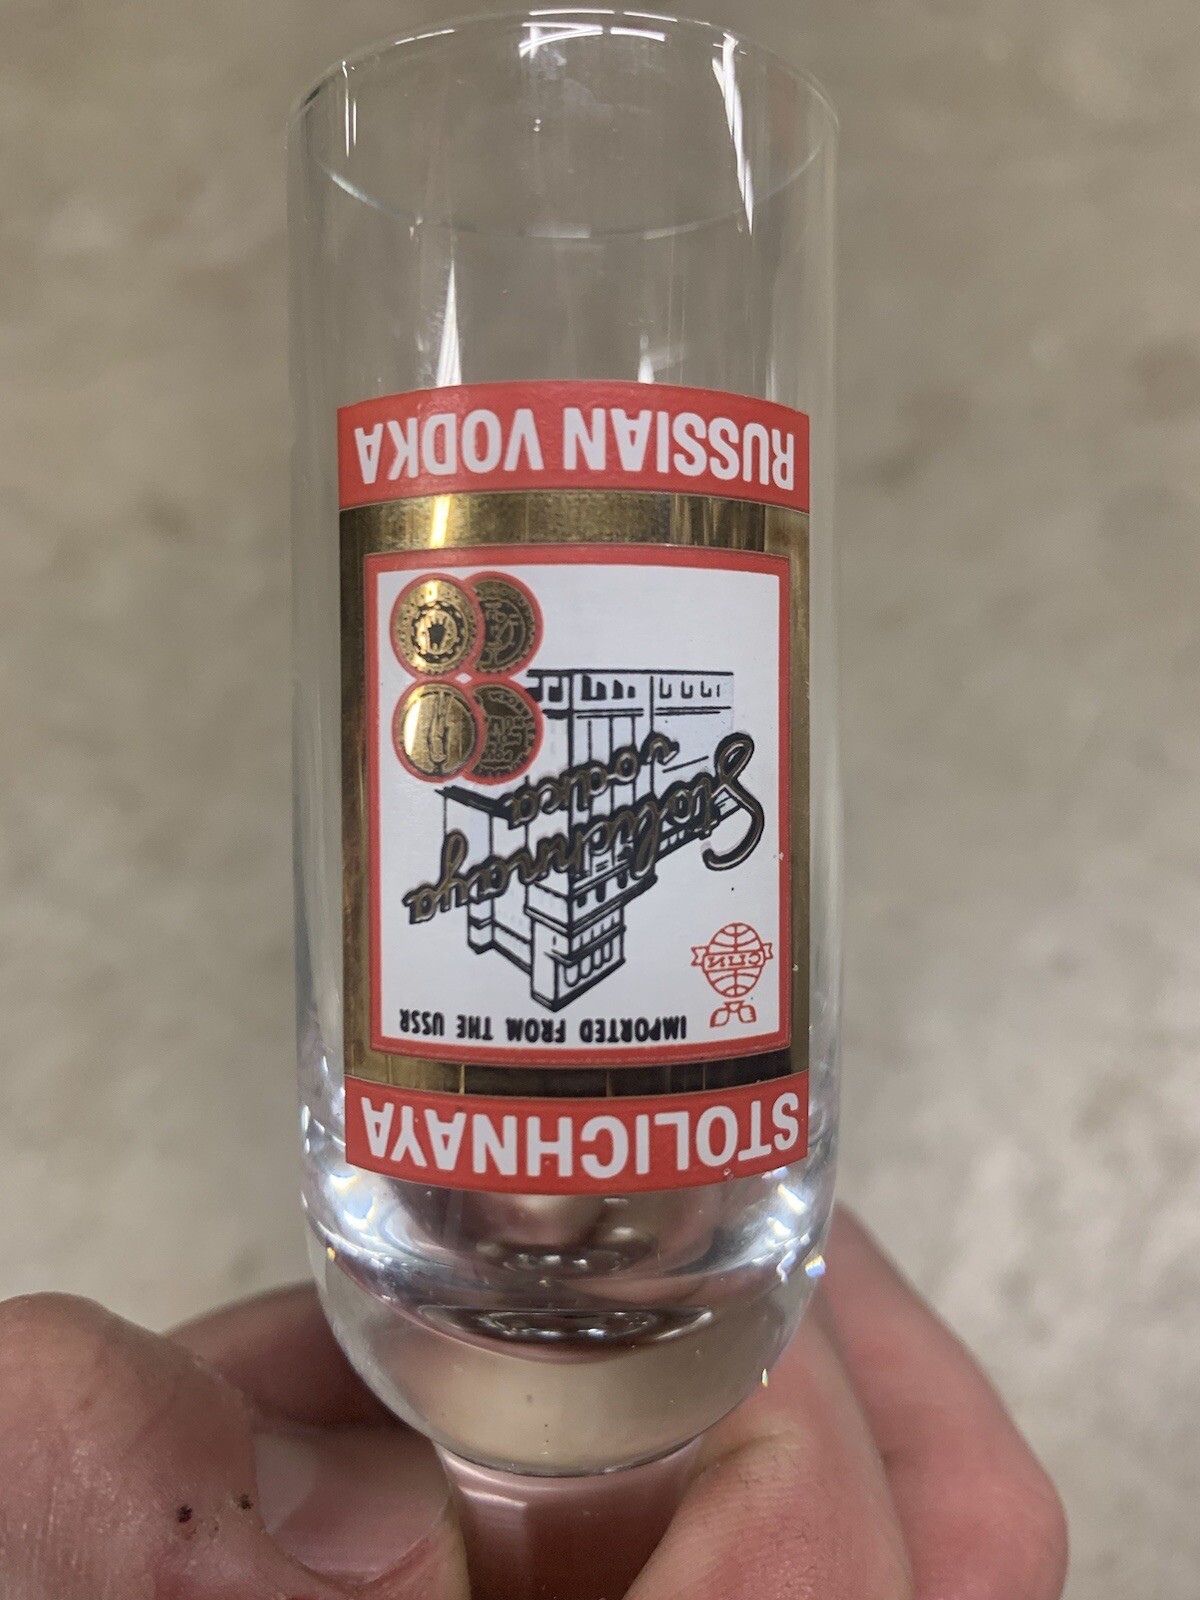 STOLICHNAYA
IMPORTED FROM THE USSR
Stolichnaya
vodka
RUSSIAN VODKA